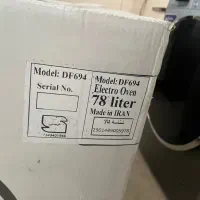 Model: DF694
Serial No.
Model: DF694
Electro Oven
78 liter
Made in IRAN